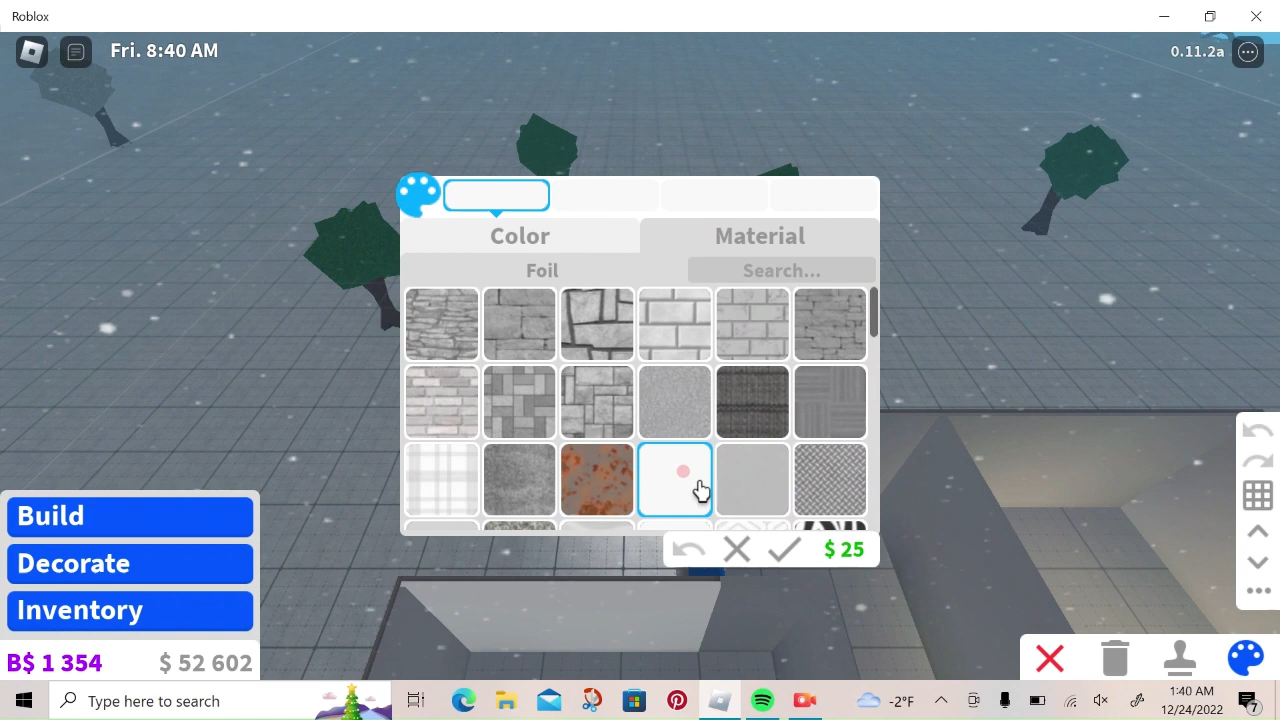 Roblox
Fri. 8:40 AM
0.11.2a
Color
Material
Foil
Search...
$ 25
Build
Decorate
Inventory
B$ 1 354
$ 52 602
Type here to search
-2°F
1:40 AM
12/24/2022
7